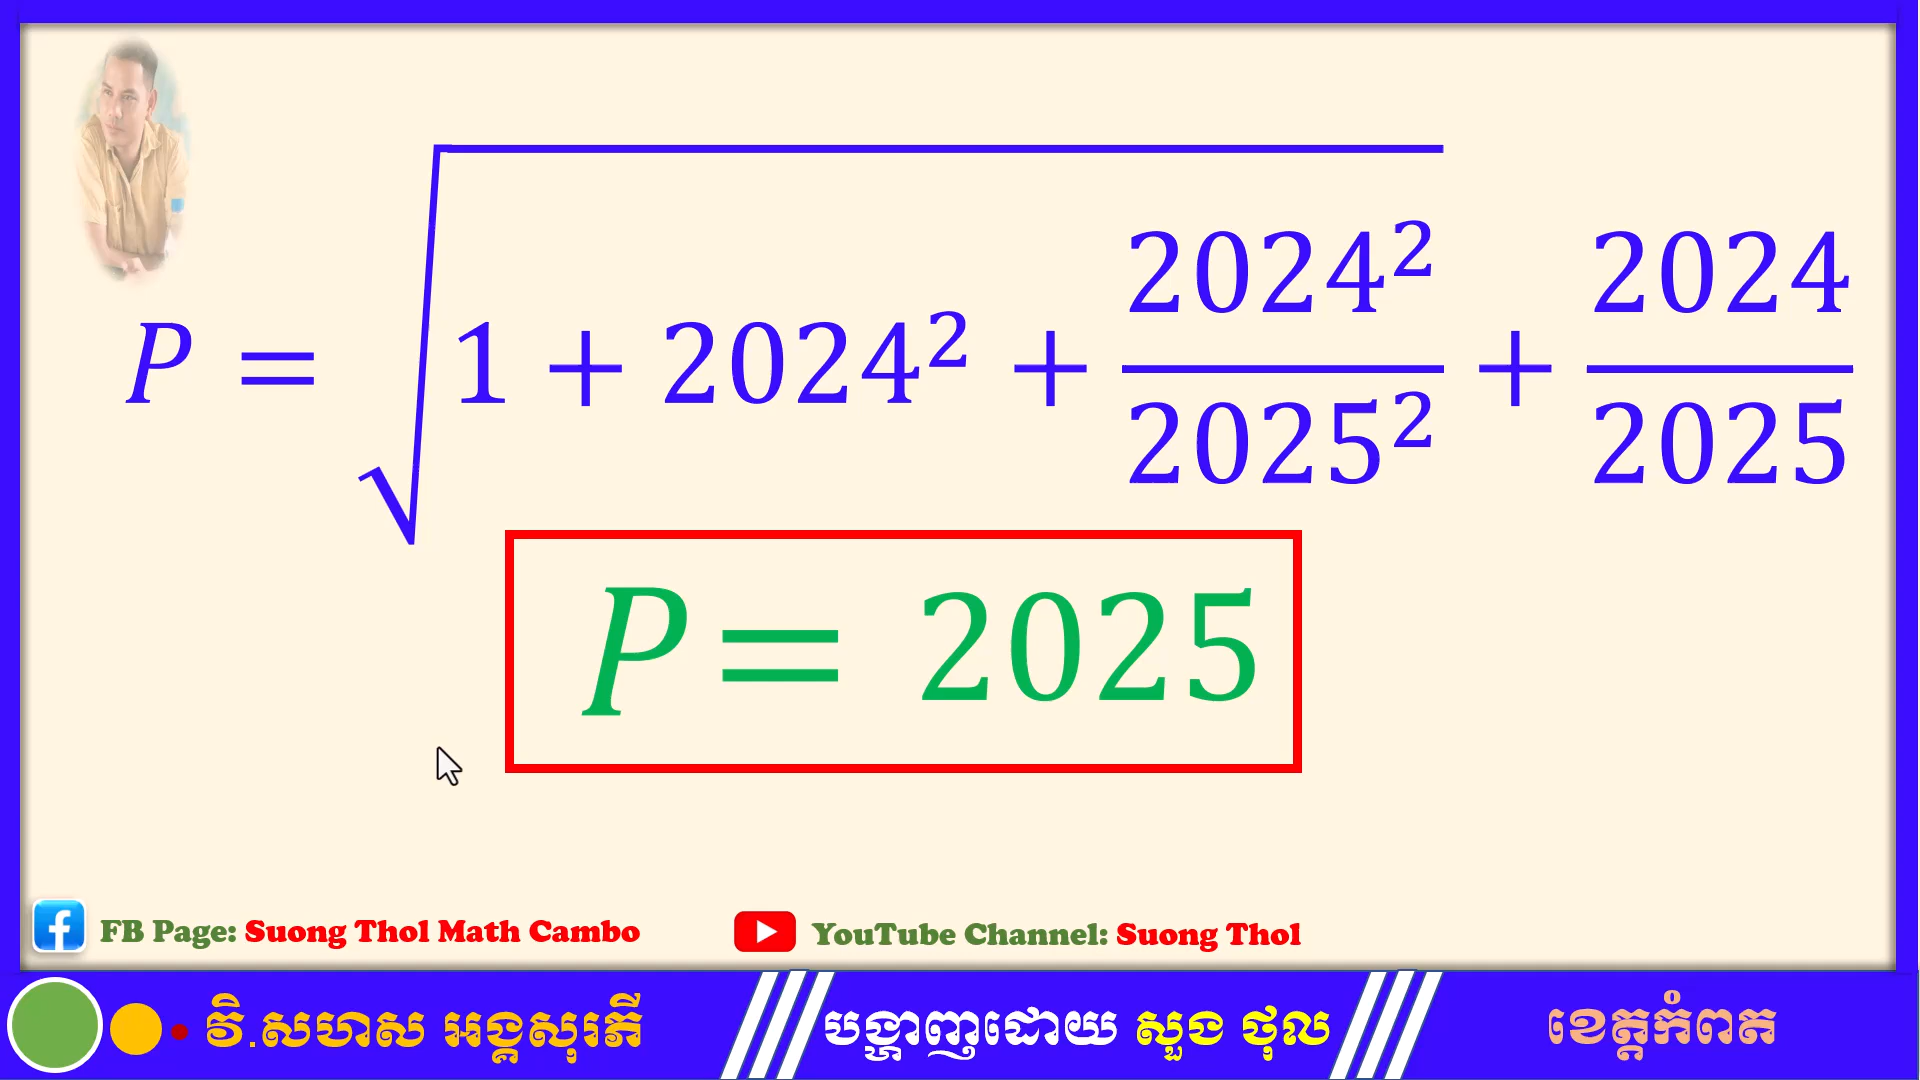 P = √(1 + 2024² + 2024²/2025²) + 2024/2025
P = 2025
FB Page: Suong Thol Math Cambo
YouTube Channel: Suong Thol
វិ.សហស អង្គសុរភី បង្ហាញដោយ សួង ថុល ខេត្តកំពត